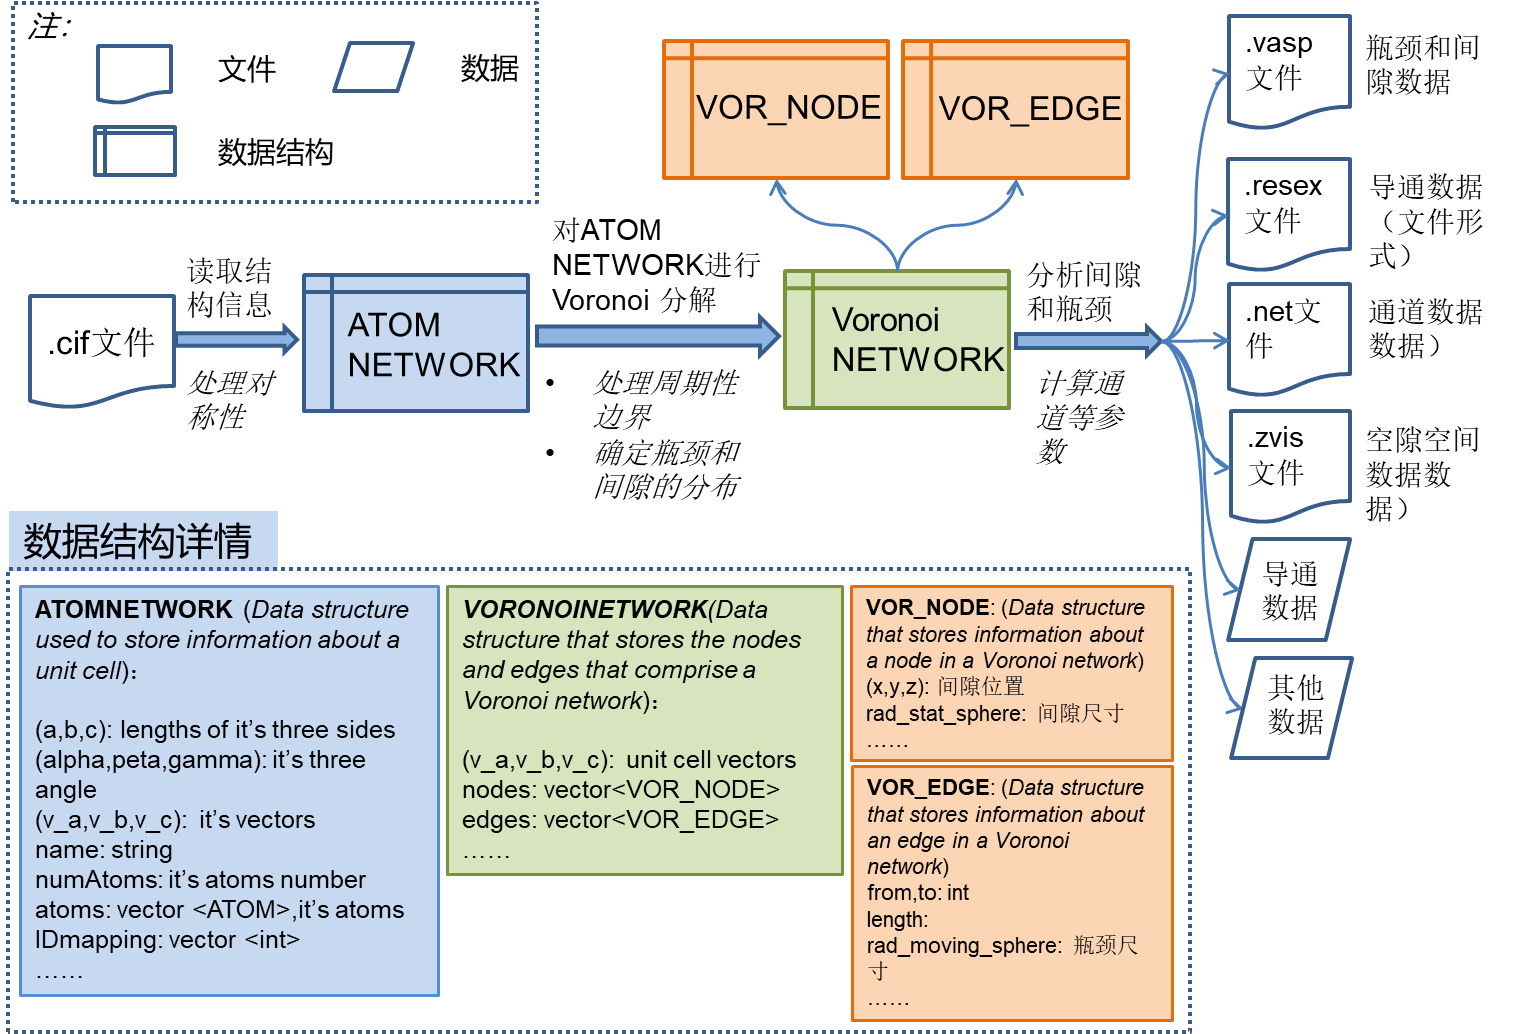 注：
文件
数据
数据结构
VOR_NODE
VOR_EDGE
.cif文件
读取结
构信息
处理对
称性
ATOM
NETWORK
对ATOM
NETWORK进行
Voronoi 分解
• 处理周期性
边界
• 确定瓶颈和
间隙的分布
Voronoi
NETWORK
分析间隙
和瓶颈
计算通
道等参
数
.vasp
文件
瓶颈和间
隙数据
.resex
文件
导通数据
（文件形
式）
.net文
件
通道数据
数据）
.zvis
文件
空隙空间
数据数
据）
导通
数据
其他
数据
数据结构详情
ATOMNETWORK (Data structure
used to store information about a
unit cell)：
(a,b,c): lengths of it’s three sides
(alpha,peta,gamma): it’s three
angle
(v_a,v_b,v_c): it’s vectors
name: string
numAtoms: it’s atoms number
atoms: vector <ATOM>,it’s atoms
IDmapping: vector <int>
……
VORONOINETWORK(Data
structure that stores the nodes
and edges that comprise a
Voronoi network)：
(v_a,v_b,v_c): unit cell vectors
nodes: vector<VOR_NODE>
edges: vector<VOR_EDGE>
……
VOR_NODE: (Data structure
that stores information about
a node in a Voronoi network)
(x,y,z): 间隙位置
rad_stat_sphere: 间隙尺寸
……
VOR_EDGE: (Data structure
that stores information about
an edge in a Voronoi
network)
from,to: int
length:
rad_moving_sphere: 瓶颈尺
寸
……